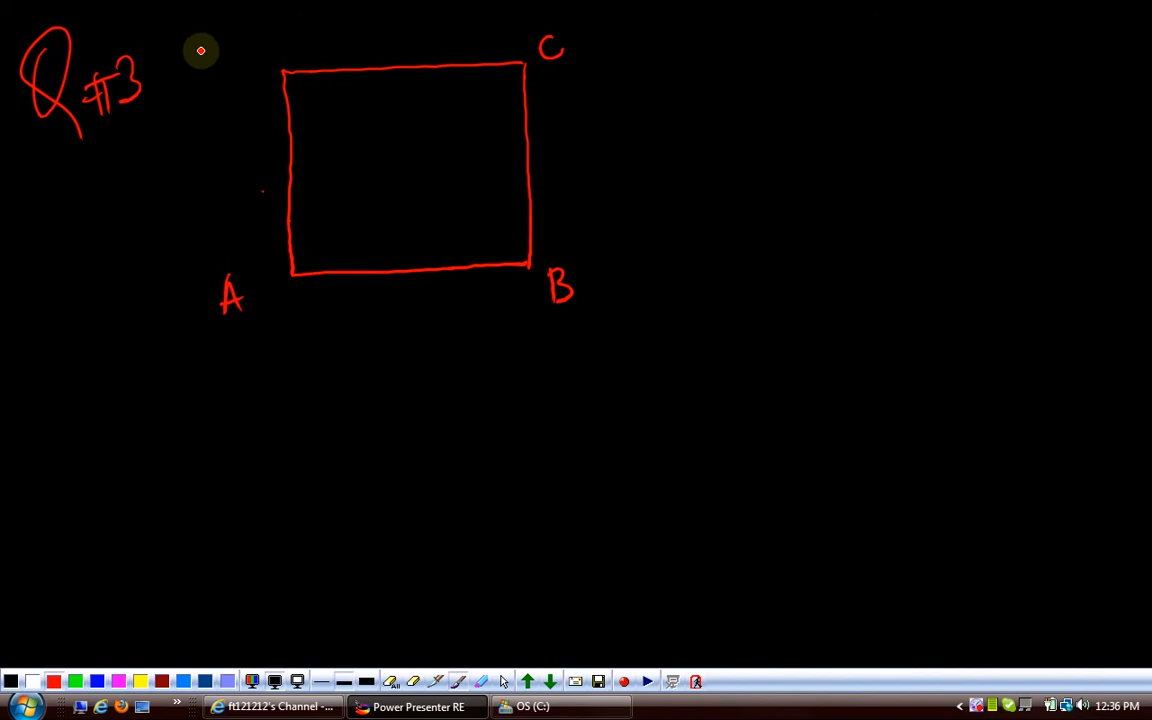 Q #3
C
A
B
ft121212's Channel -...
Power Presenter RE
OS (C:)
12:36 PM